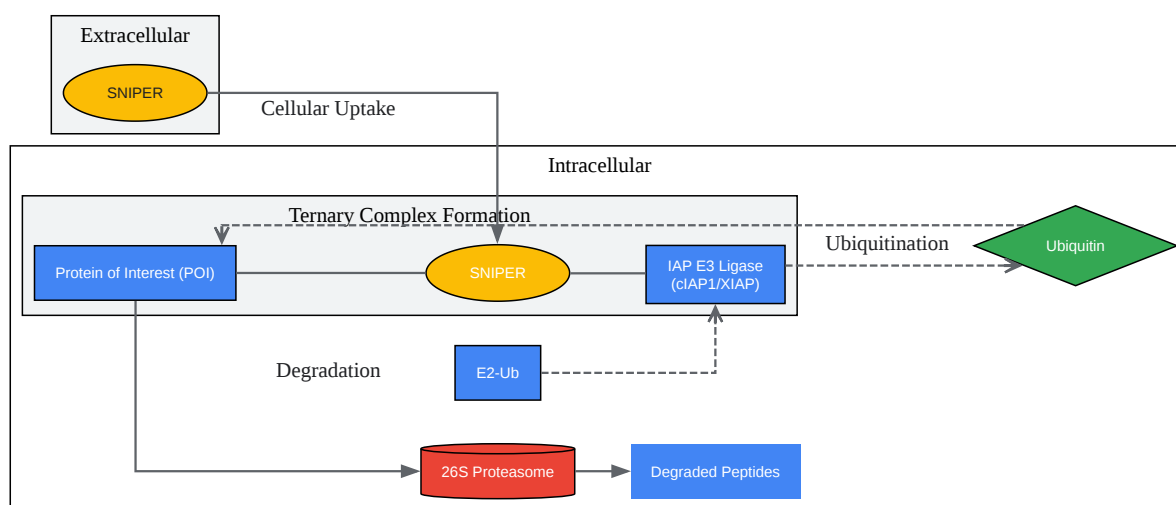 Extracellular
SNIPER
Cellular Uptake
Intracellular
Ternary Complex Formation
Protein of Interest (POI)
SNIPER
IAP E3 Ligase
(cIAP1/XIAP)
Ubiquitination
Ubiquitin
Degradation
E2-Ub
26S Proteasome
Degraded Peptides